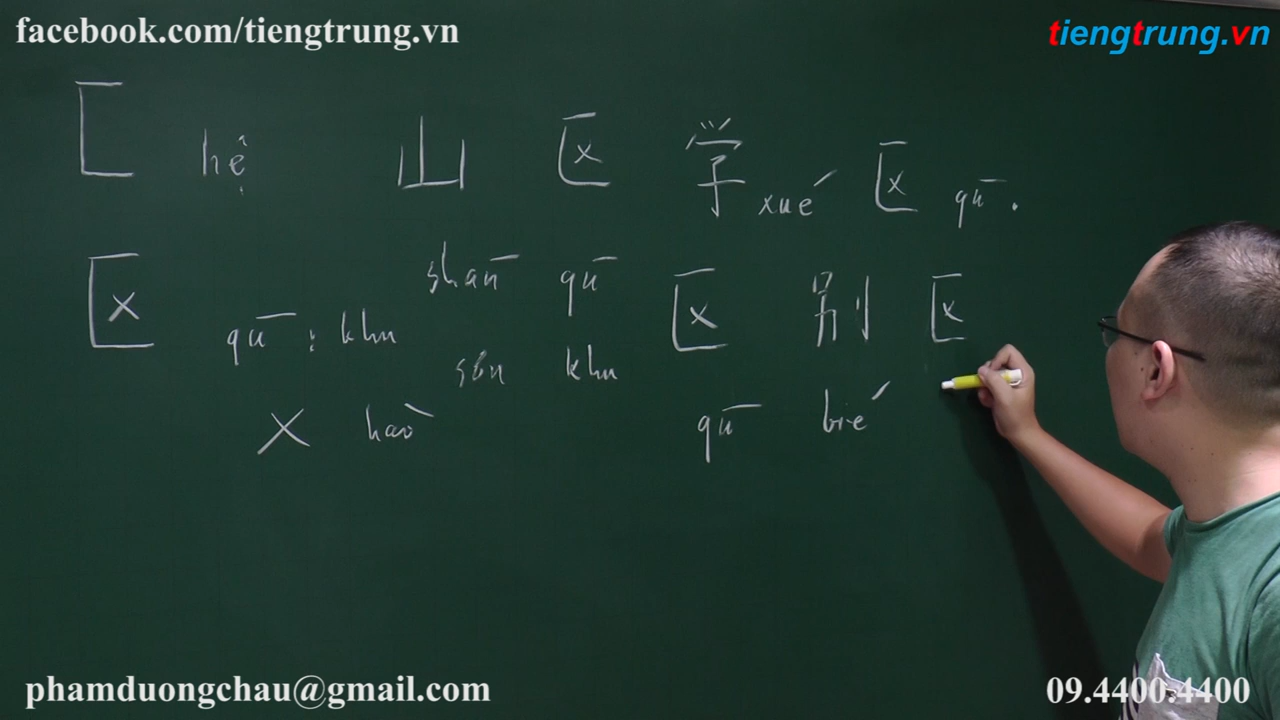 facebook.com/tiengtrung.vn
tiengtrung.vn
匚 hệ 山 区 学 xué 区 qū.
shān qū
区 qū : khu 区 别 区
sơn khu
㐅 hào qū bié
phamduongchau@gmail.com
09.4400.4400